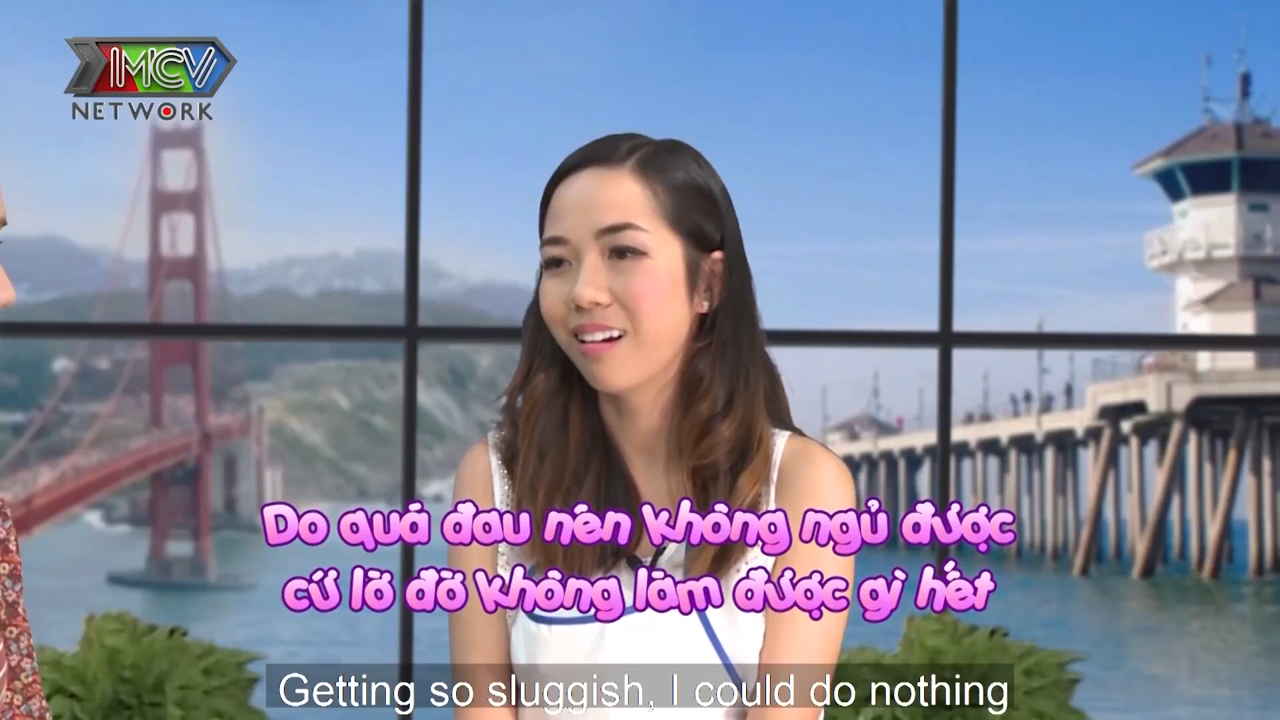 MCV
NETWORK
Do quá đau nên không ngủ được
cứ lờ đờ không làm được gì hết
Getting so sluggish, I could do nothing